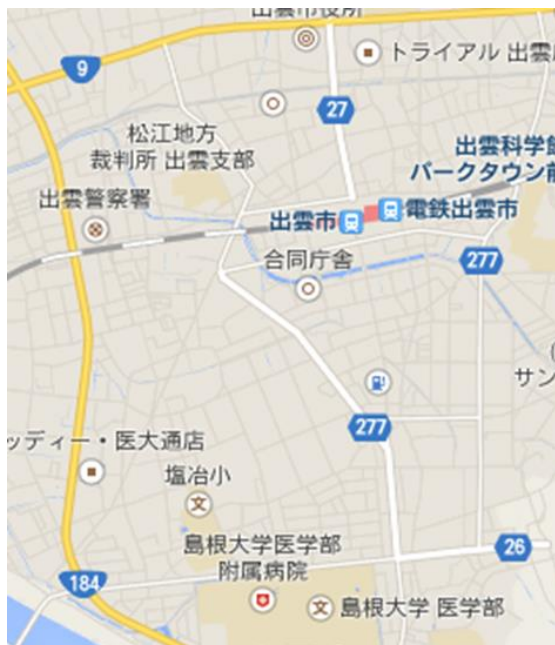 出雲市役所
トライアル 出雲
9
27
松江地方
裁判所 出雲支部
出雲科学館
パークタウン前
出雲警察署
出雲市
電鉄出雲市
合同庁舎
277
サン
277
ッディー・医大通店
塩冶小
島根大学医学部
附属病院
26
184
島根大学 医学部